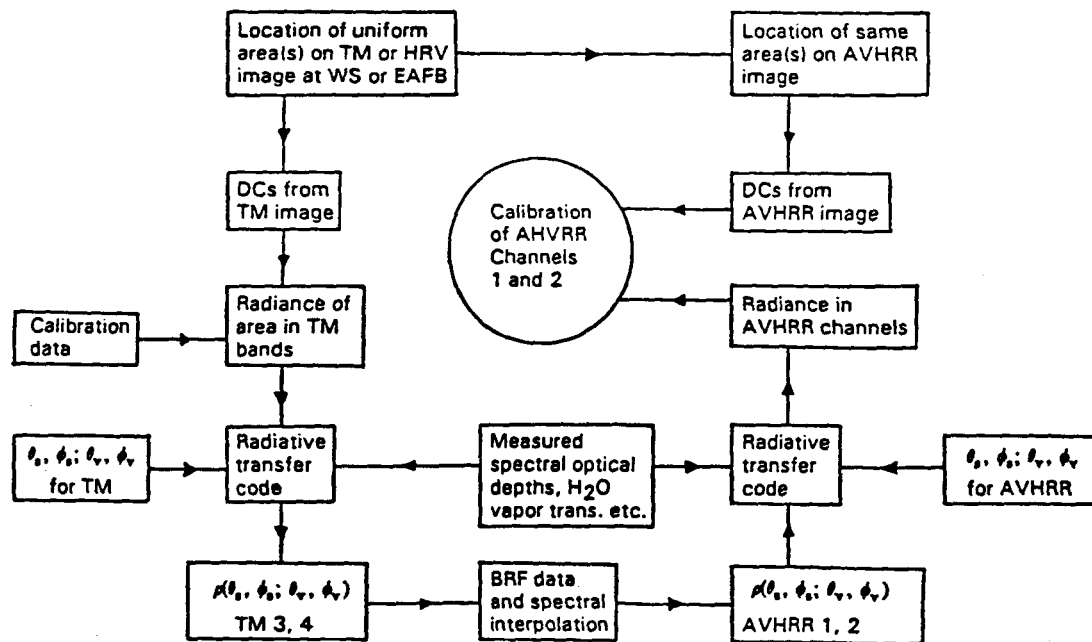 Location of uniform
area(s) on TM or HRV
image at WS or EAFB
Location of same
area(s) on AVHRR
image
DCs from
TM image
Calibration
of AHVRR
Channels
1 and 2
DCs from
AVHRR image
Calibration
data
Radiance of
area in TM
bands
Radiance in
AVHRR channels
θs, φs; θv, φv
for TM
Radiative
transfer
code
Measured
spectral optical
depths, H2O
vapor trans. etc.
Radiative
transfer
code
θs, φs; θv, φv
for AVHRR
ρ(θs, φs; θv, φv)
TM 3, 4
BRF data
and spectral
interpolation
ρ(θs, φs; θv, φv)
AVHRR 1, 2